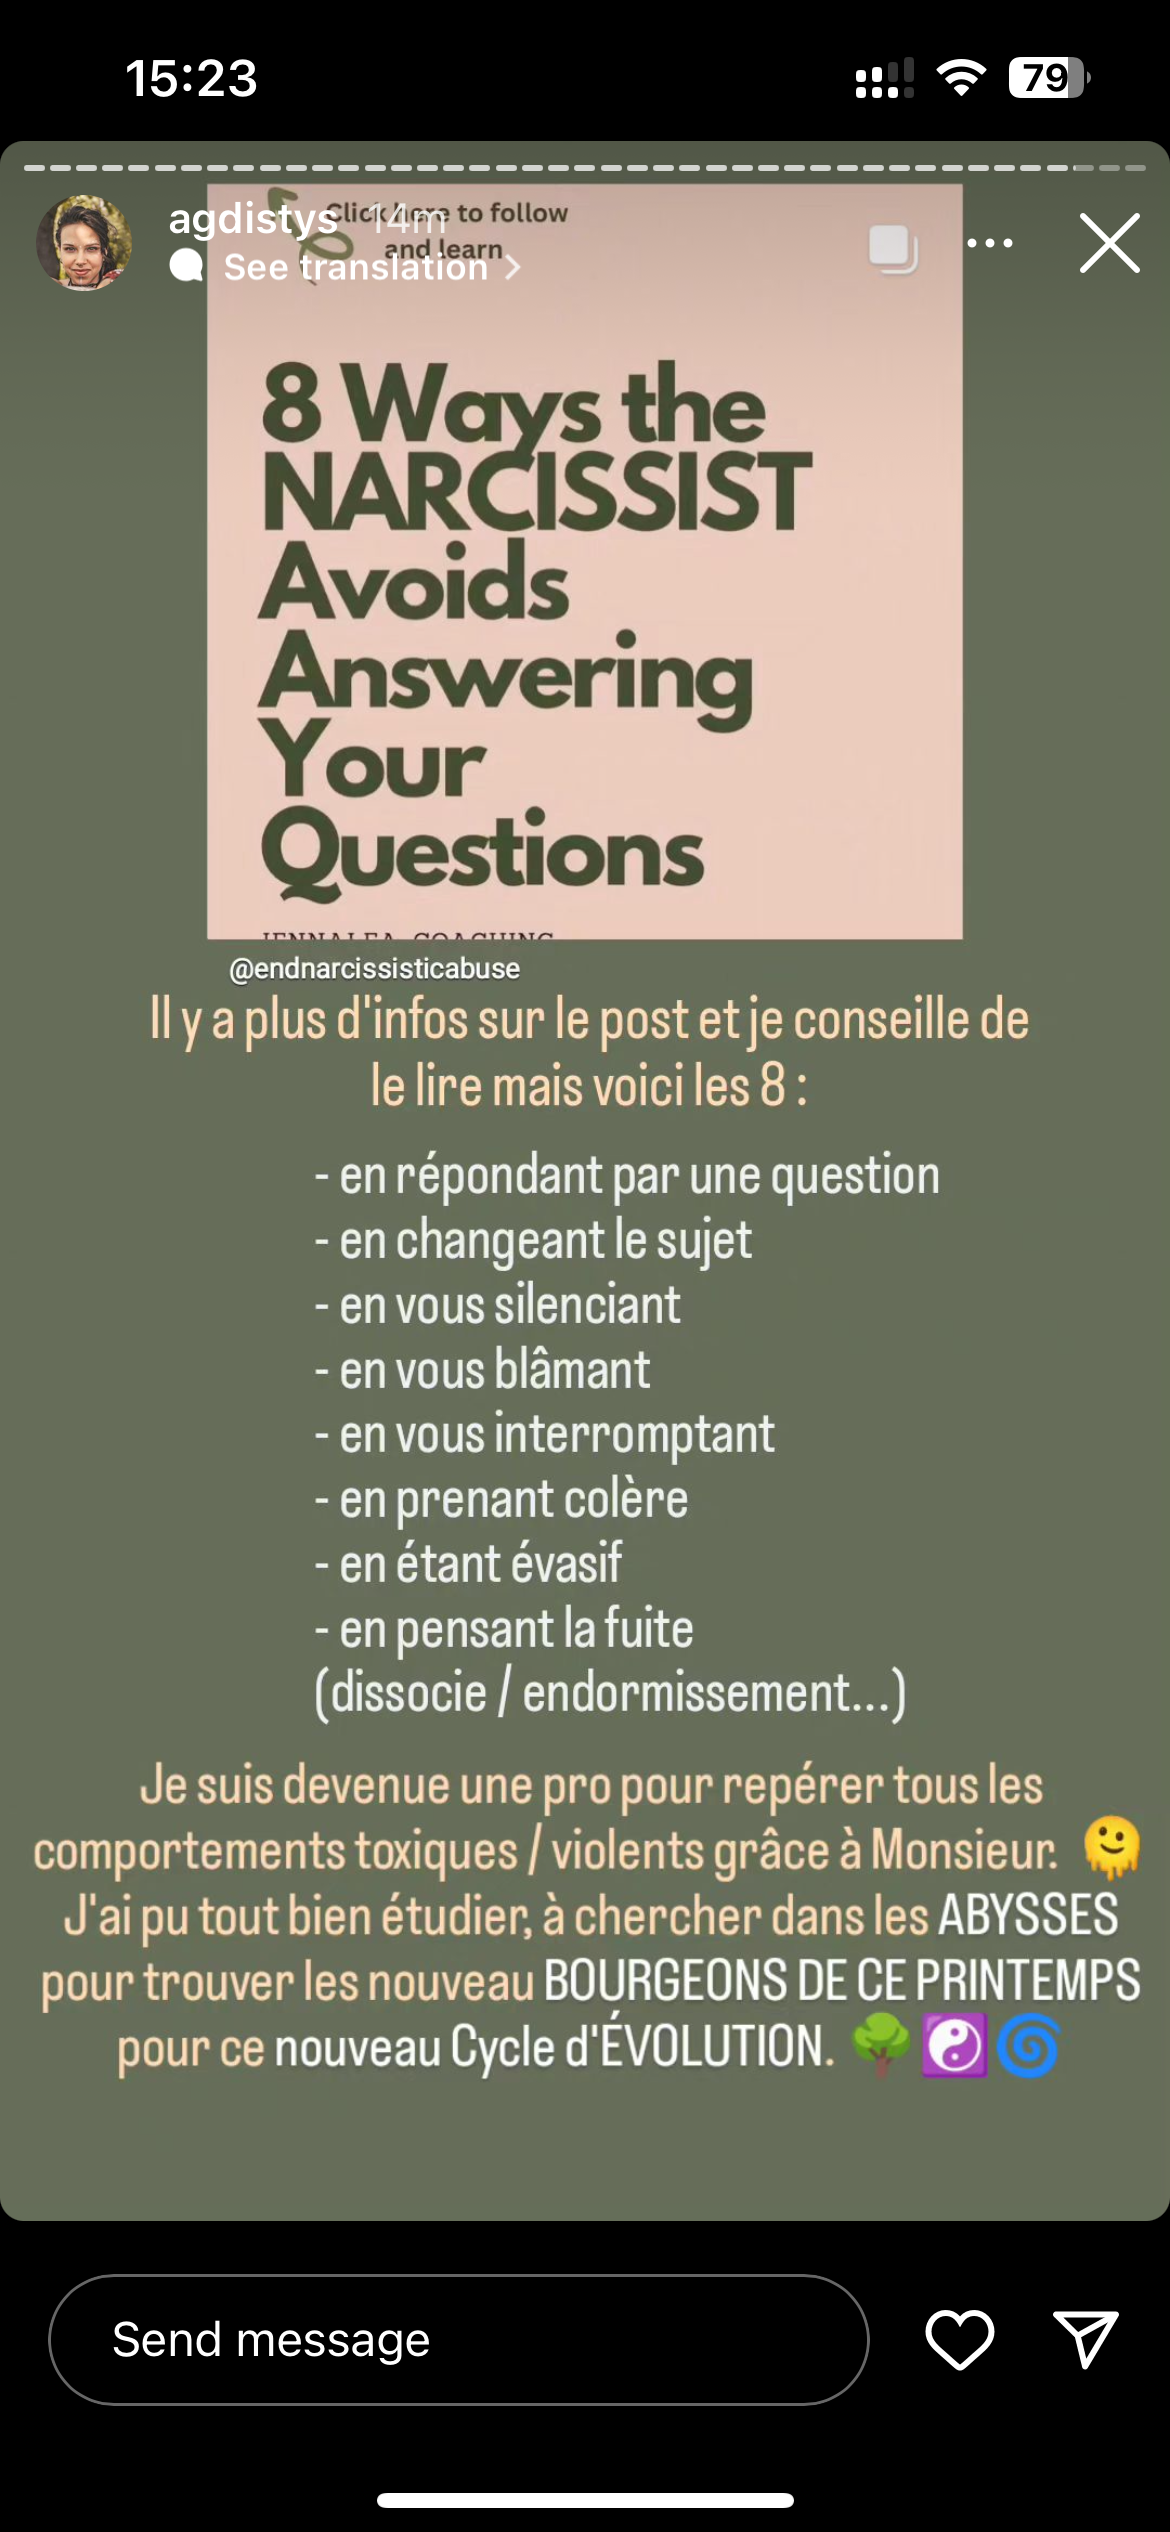 15:23
79
agdistys 14m
Click here to follow
and learn
See translation
8 Ways the
NARCISSIST
Avoids
Answering
Your
Questions
JENNALEA COACHING
@endnarcissisticabuse
Il y a plus d'infos sur le post et je conseille de
le lire mais voici les 8 :
- en répondant par une question
- en changeant le sujet
- en vous silenciant
- en vous blâmant
- en vous interromptant
- en prenant colère
- en étant évasif
- en pensant la fuite
(dissocie / endormissement...)
Je suis devenue une pro pour repérer tous les
comportements toxiques / violents grâce à Monsieur. 🫠
J'ai pu tout bien étudier, à chercher dans les ABYSSES
pour trouver les nouveau BOURGEONS DE CE PRINTEMPS
pour ce nouveau Cycle d'ÉVOLUTION. 🌳☯️🌀
Send message